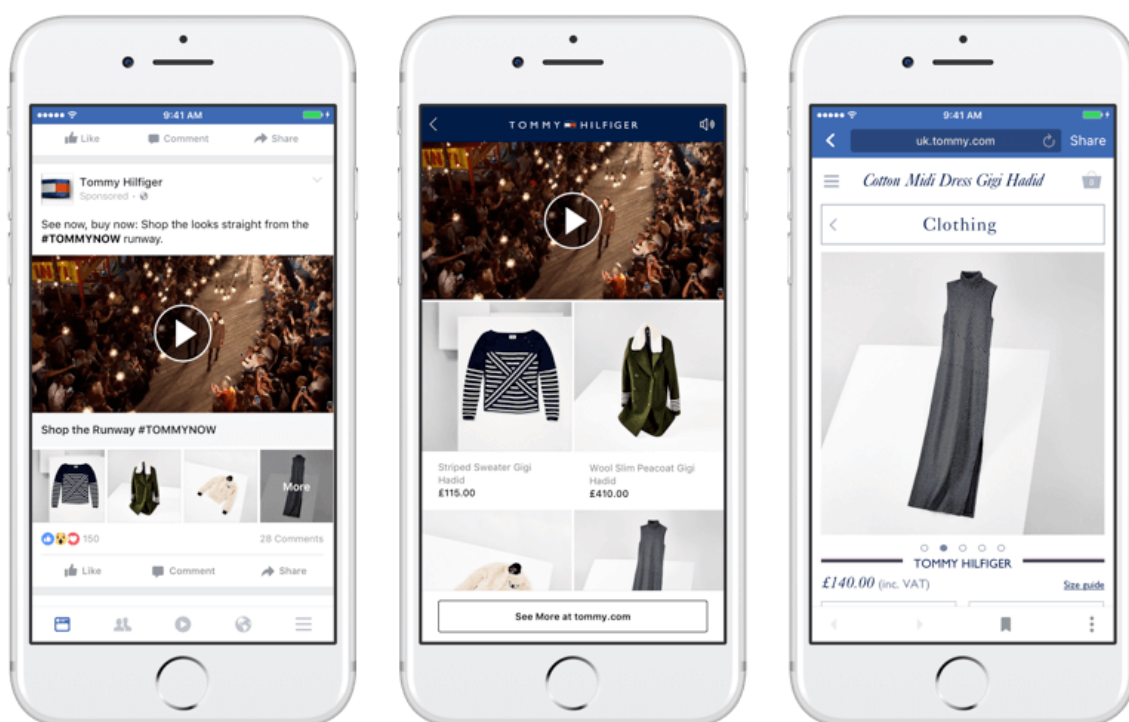 9:41 AM
Like Comment Share
Tommy Hilfiger
Sponsored
See now, buy now: Shop the looks straight from the
#TOMMYNOW runway.
Shop the Runway #TOMMYNOW
More
150 28 Comments
Like Comment Share
TOMMY HILFIGER
Striped Sweater Gigi
Hadid
£115.00
Wool Slim Peacoat Gigi
Hadid
£410.00
See More at tommy.com
9:41 AM
uk.tommy.com Share
Cotton Midi Dress Gigi Hadid 0
Clothing
TOMMY HILFIGER
£140.00 (inc. VAT) Size guide